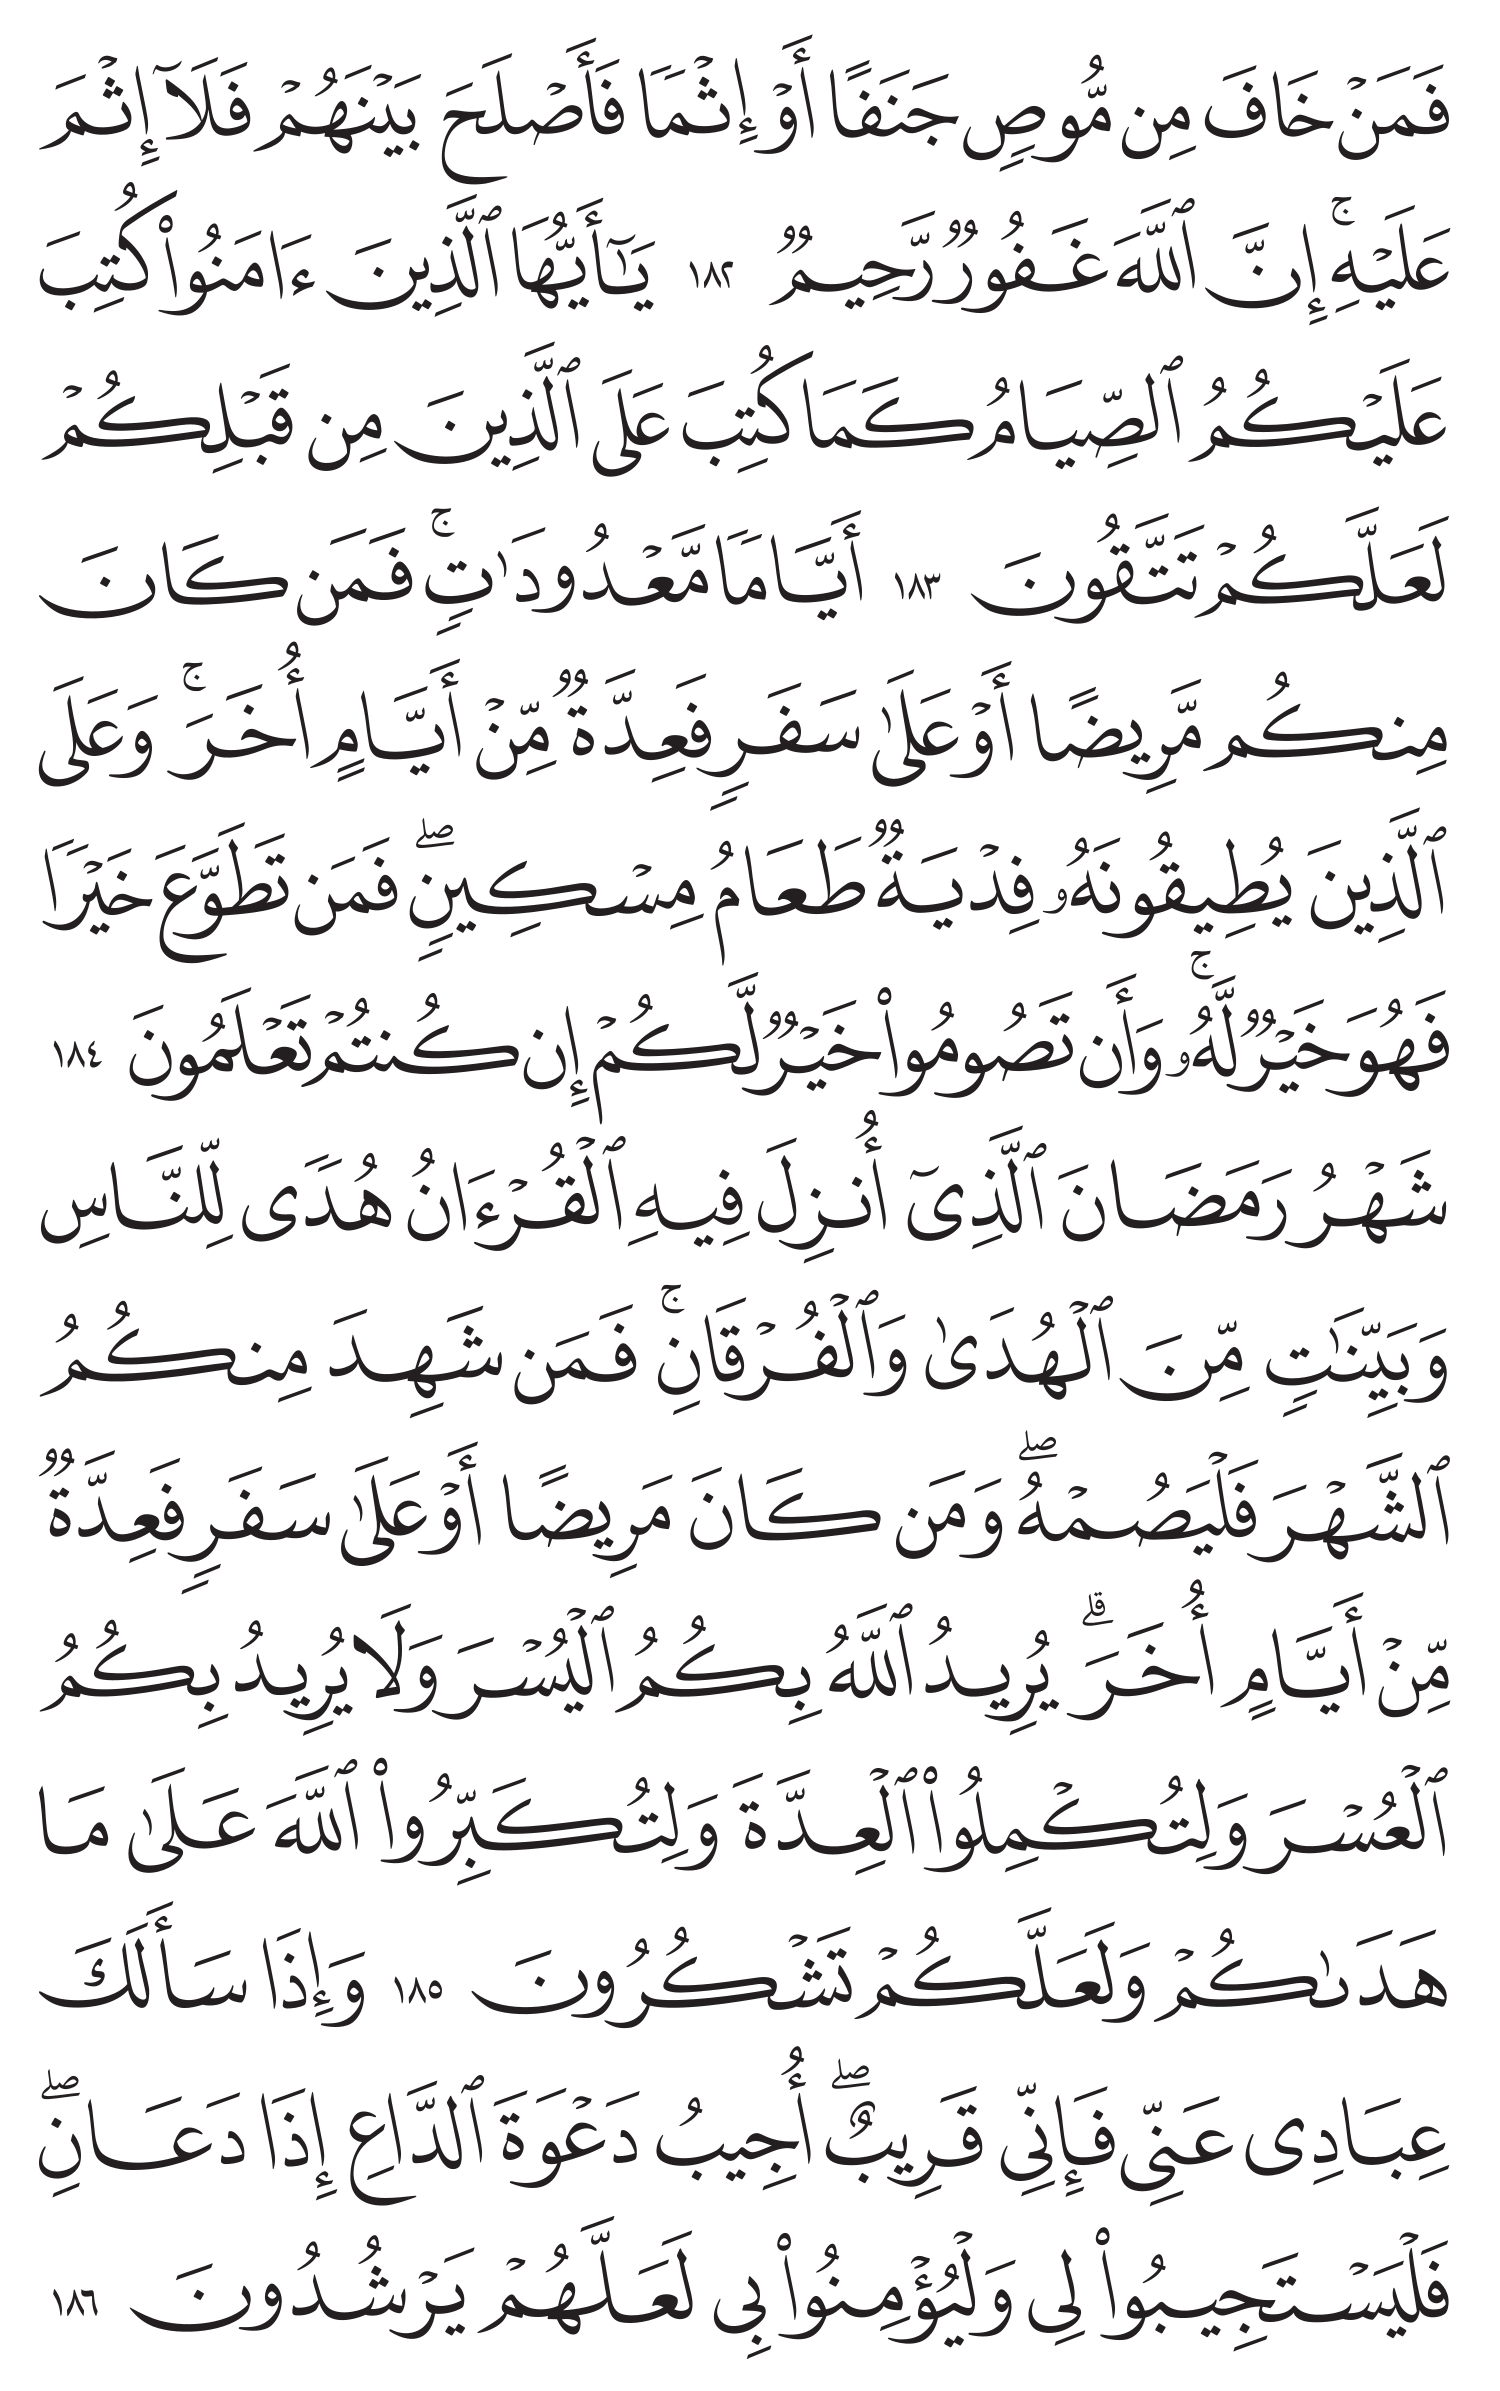 فَمَنۡ خَافَ مِن مُّوصٖ جَنَفًا أَوۡ إِثۡمٗا فَأَصۡلَحَ بَيۡنَهُمۡ فَلَآ إِثۡمَ
عَلَيۡهِۚ إِنَّ ٱللَّهَ غَفُورٞ رَّحِيمٞ ١٨٢ يَٰٓأَيُّهَا ٱلَّذِينَ ءَامَنُواْ كُتِبَ
عَلَيۡكُمُ ٱلصِّيَامُ كَمَا كُتِبَ عَلَى ٱلَّذِينَ مِن قَبۡلِكُمۡ
لَعَلَّكُمۡ تَتَّقُونَ ١٨٣ أَيَّامٗا مَّعۡدُودَٰتٖۚ فَمَن كَانَ
مِنكُم مَّرِيضًا أَوۡ عَلَىٰ سَفَرٖ فَعِدَّةٞ مِّنۡ أَيَّامٍ أُخَرَۚ وَعَلَى
ٱلَّذِينَ يُطِيقُونَهُۥ فِدۡيَةٞ طَعَامُ مِسۡكِينٖۖ فَمَن تَطَوَّعَ خَيۡرٗا
فَهُوَ خَيۡرٞ لَّهُۥۚ وَأَن تَصُومُواْ خَيۡرٞ لَّكُمۡ إِن كُنتُمۡ تَعۡلَمُونَ ١٨٤
شَهۡرُ رَمَضَانَ ٱلَّذِيٓ أُنزِلَ فِيهِ ٱلۡقُرۡءَانُ هُدٗى لِّلنَّاسِ
وَبَيِّنَٰتٖ مِّنَ ٱلۡهُدَىٰ وَٱلۡفُرۡقَانِۚ فَمَن شَهِدَ مِنكُمُ
ٱلشَّهۡرَ فَلۡيَصُمۡهُۖ وَمَن كَانَ مَرِيضًا أَوۡ عَلَىٰ سَفَرٖ فَعِدَّةٞ
مِّنۡ أَيَّامٍ أُخَرَۗ يُرِيدُ ٱللَّهُ بِكُمُ ٱلۡيُسۡرَ وَلَا يُرِيدُ بِكُمُ
ٱلۡعُسۡرَ وَلِتُكۡمِلُواْ ٱلۡعِدَّةَ وَلِتُكَبِّرُواْ ٱللَّهَ عَلَىٰ مَا
هَدَىٰكُمۡ وَلَعَلَّكُمۡ تَشۡكُرُونَ ١٨٥ وَإِذَا سَأَلَكَ
عِبَادِي عَنِّي فَإِنِّي قَرِيبٌۖ أُجِيبُ دَعۡوَةَ ٱلدَّاعِ إِذَا دَعَانِۖ
فَلۡيَسۡتَجِيبُواْ لِي وَلۡيُؤۡمِنُواْ بِي لَعَلَّهُمۡ يَرۡشُدُونَ ١٨٦